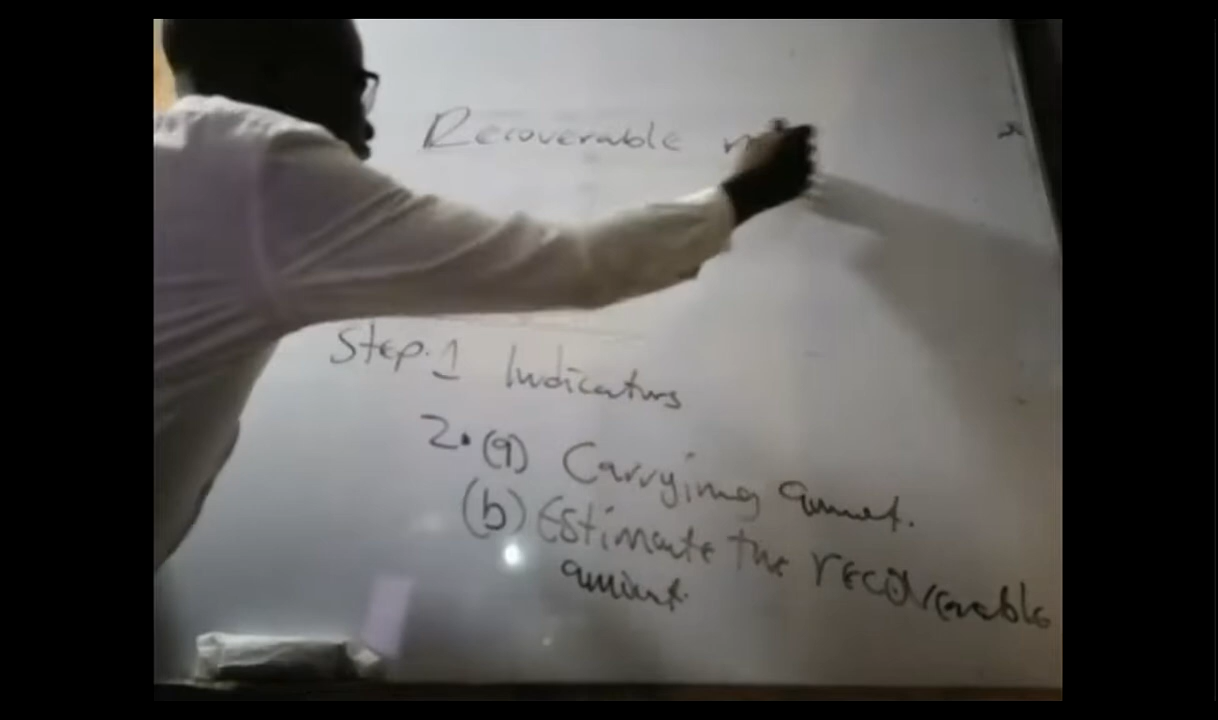 Recoverable
Step.1 Indicators
2. (a) Carrying amount.
(b) Estimate the recoverable
amount.